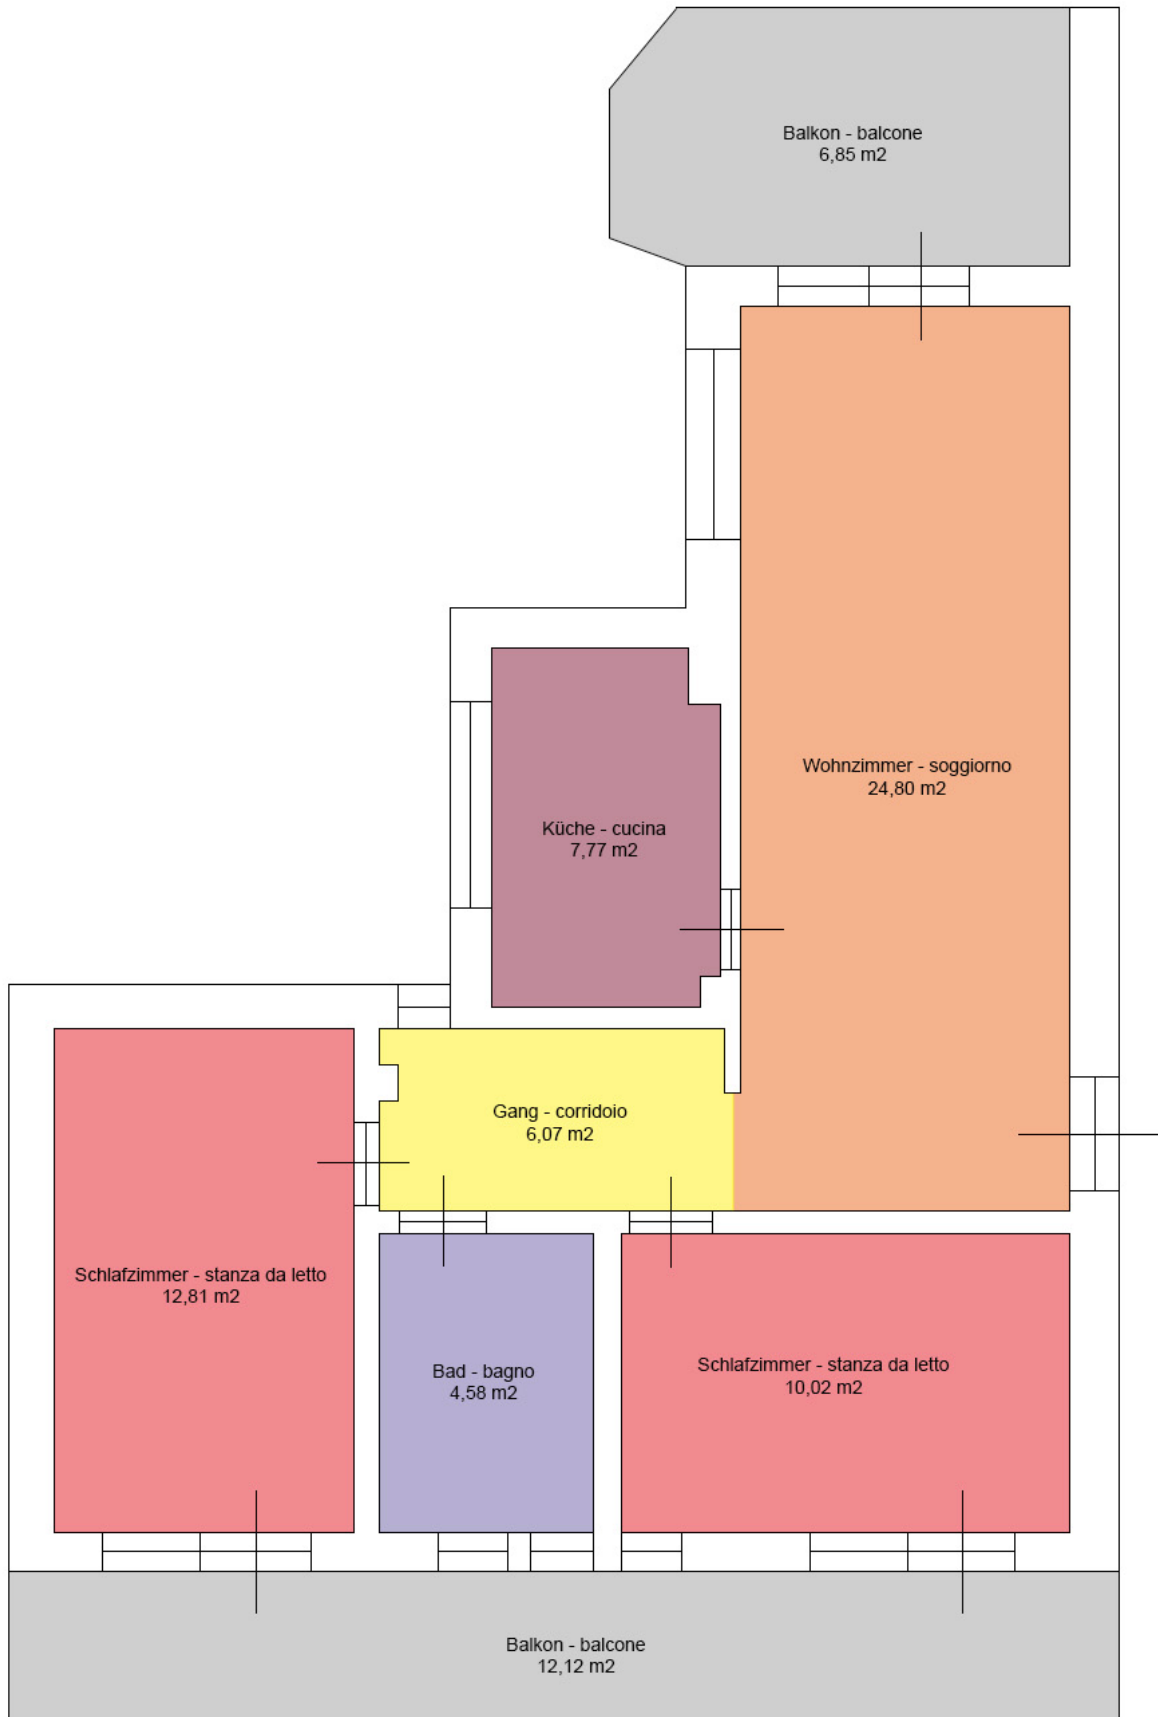 Balkon - balcone
6,85 m2
Wohnzimmer - soggiorno
24,80 m2
Küche - cucina
7,77 m2
Gang - corridoio
6,07 m2
Schlafzimmer - stanza da letto
12,81 m2
Bad - bagno
4,58 m2
Schlafzimmer - stanza da letto
10,02 m2
Balkon - balcone
12,12 m2